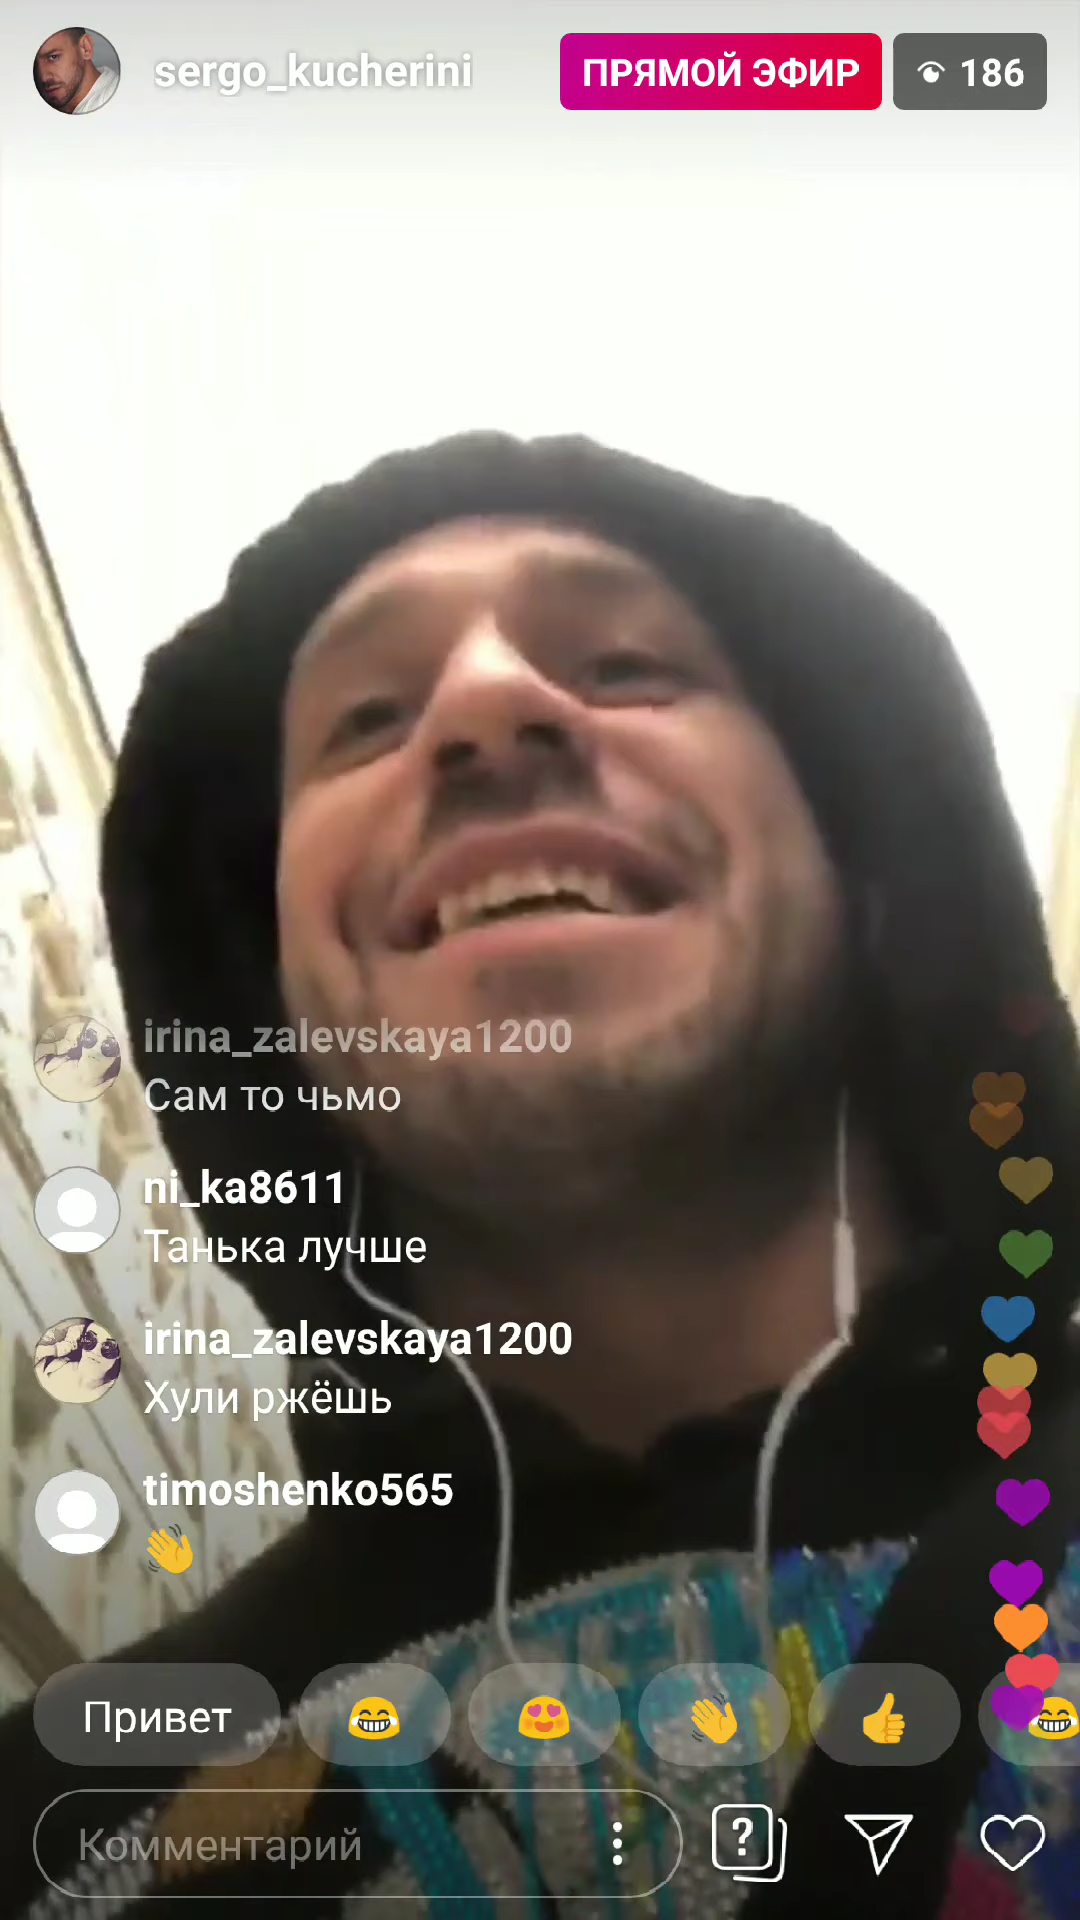 sergo_kucherini
ПРЯМОЙ ЭФИР
186
irina_zalevskaya1200
Сам то чьмо
ni_ka8611
Танька лучше
irina_zalevskaya1200
Хули ржёшь
timoshenko565
👋
Привет
Комментарий
?